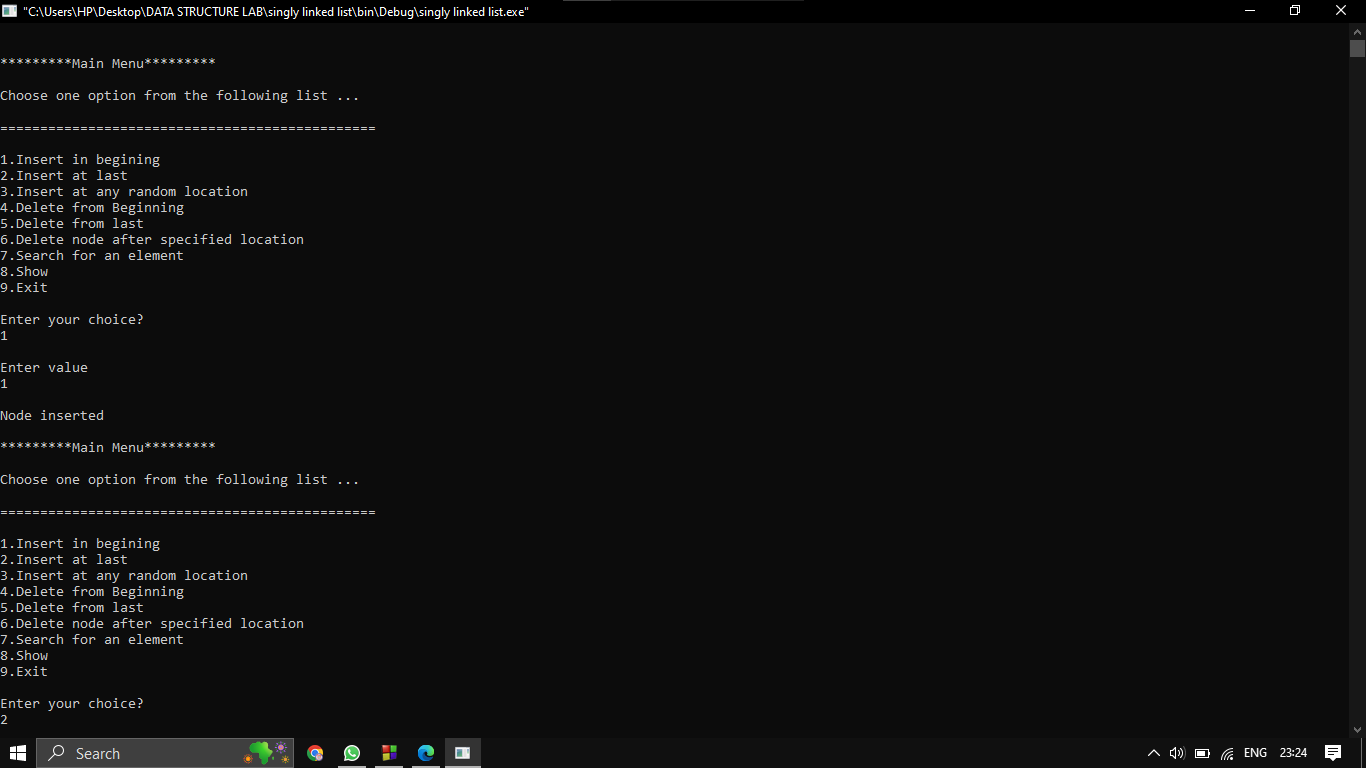 "C:\Users\HP\Desktop\DATA STRUCTURE LAB\singly linked list\bin\Debug\singly linked list.exe"
*********Main Menu*********
Choose one option from the following list ...
===============================================
1.Insert in begining
2.Insert at last
3.Insert at any random location
4.Delete from Beginning
5.Delete from last
6.Delete node after specified location
7.Search for an element
8.Show
9.Exit
Enter your choice?
1
Enter value
1
Node inserted
*********Main Menu*********
Choose one option from the following list ...
===============================================
1.Insert in begining
2.Insert at last
3.Insert at any random location
4.Delete from Beginning
5.Delete from last
6.Delete node after specified location
7.Search for an element
8.Show
9.Exit
Enter your choice?
2
Search
ENG
23:24